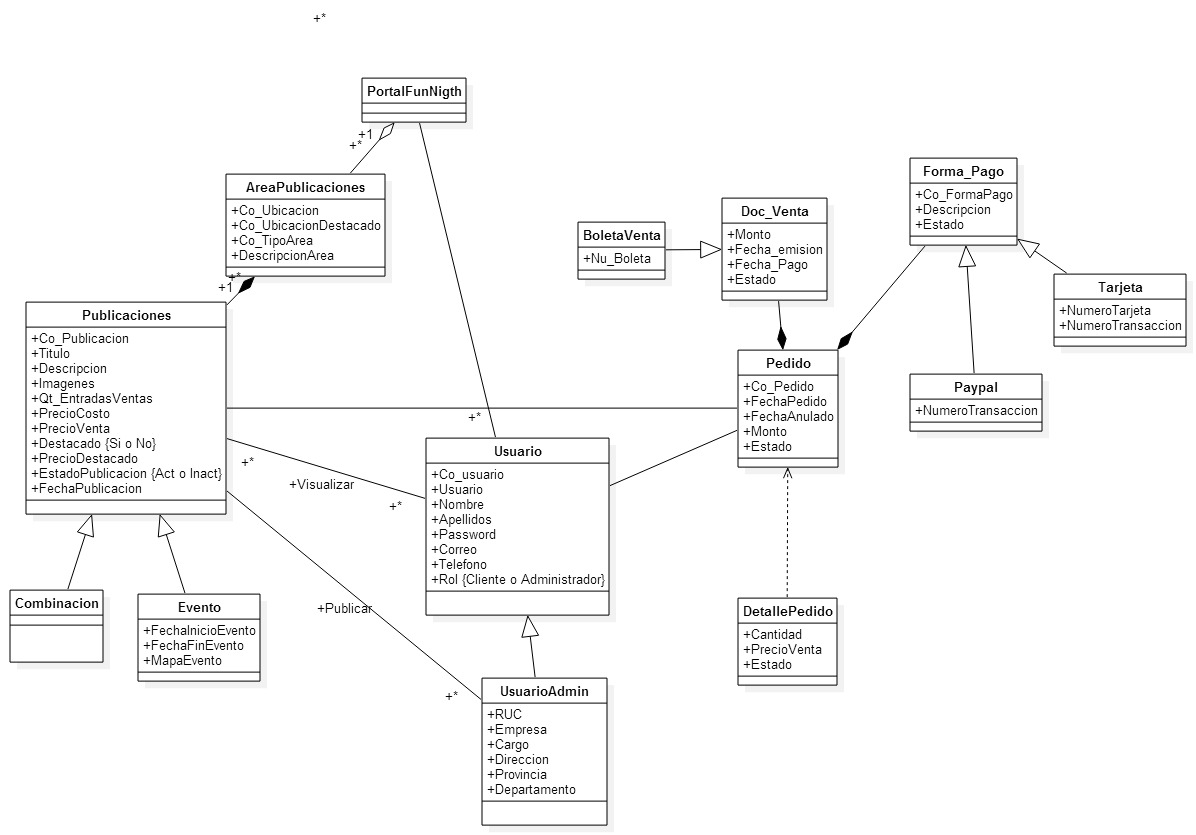 +*
PortalFunNigth
+1
+*
AreaPublicaciones
+Co_Ubicacion
+Co_UbicacionDestacado
+Co_TipoArea
+DescripcionArea
+*
+1
Publicaciones
+Co_Publicacion
+Titulo
+Descripcion
+Imagenes
+Qt_EntradasVentas
+PrecioCosto
+PrecioVenta
+Destacado {Si o No}
+PrecioDestacado
+EstadoPublicacion {Act o Inact}
+FechaPublicacion
Combinacion
Evento
+FechaInicioEvento
+FechaFinEvento
+MapaEvento
+*
+Visualizar
+*
+*
+Publicar
+*
Usuario
+Co_usuario
+Usuario
+Nombre
+Apellidos
+Password
+Correo
+Telefono
+Rol {Cliente o Administrador}
UsuarioAdmin
+RUC
+Empresa
+Cargo
+Direccion
+Provincia
+Departamento
BoletaVenta
+Nu_Boleta
Doc_Venta
+Monto
+Fecha_emision
+Fecha_Pago
+Estado
Pedido
+Co_Pedido
+FechaPedido
+FechaAnulado
+Monto
+Estado
DetallePedido
+Cantidad
+PrecioVenta
+Estado
Forma_Pago
+Co_FormaPago
+Descripcion
+Estado
Tarjeta
+NumeroTarjeta
+NumeroTransaccion
Paypal
+NumeroTransaccion